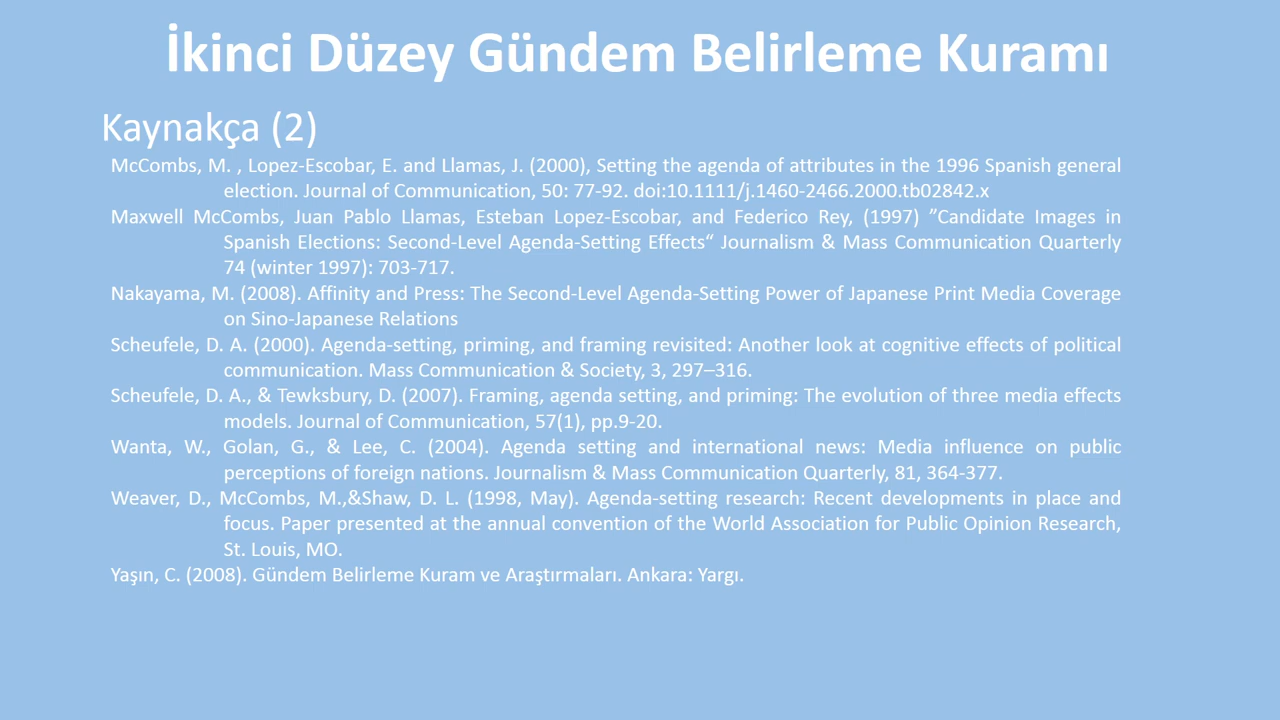 İkinci Düzey Gündem Belirleme Kuramı
Kaynakça (2)
McCombs, M. , Lopez-Escobar, E. and Llamas, J. (2000), Setting the agenda of attributes in the 1996 Spanish general
election. Journal of Communication, 50: 77-92. doi:10.1111/j.1460-2466.2000.tb02842.x
Maxwell McCombs, Juan Pablo Llamas, Esteban Lopez-Escobar, and Federico Rey, (1997) ”Candidate Images in
Spanish Elections: Second-Level Agenda-Setting Effects“ Journalism & Mass Communication Quarterly
74 (winter 1997): 703-717.
Nakayama, M. (2008). Affinity and Press: The Second-Level Agenda-Setting Power of Japanese Print Media Coverage
on Sino-Japanese Relations
Scheufele, D. A. (2000). Agenda-setting, priming, and framing revisited: Another look at cognitive effects of political
communication. Mass Communication & Society, 3, 297–316.
Scheufele, D. A., & Tewksbury, D. (2007). Framing, agenda setting, and priming: The evolution of three media effects
models. Journal of Communication, 57(1), pp.9-20.
Wanta, W., Golan, G., & Lee, C. (2004). Agenda setting and international news: Media influence on public
perceptions of foreign nations. Journalism & Mass Communication Quarterly, 81, 364-377.
Weaver, D., McCombs, M.,&Shaw, D. L. (1998, May). Agenda-setting research: Recent developments in place and
focus. Paper presented at the annual convention of the World Association for Public Opinion Research,
St. Louis, MO.
Yaşın, C. (2008). Gündem Belirleme Kuram ve Araştırmaları. Ankara: Yargı.